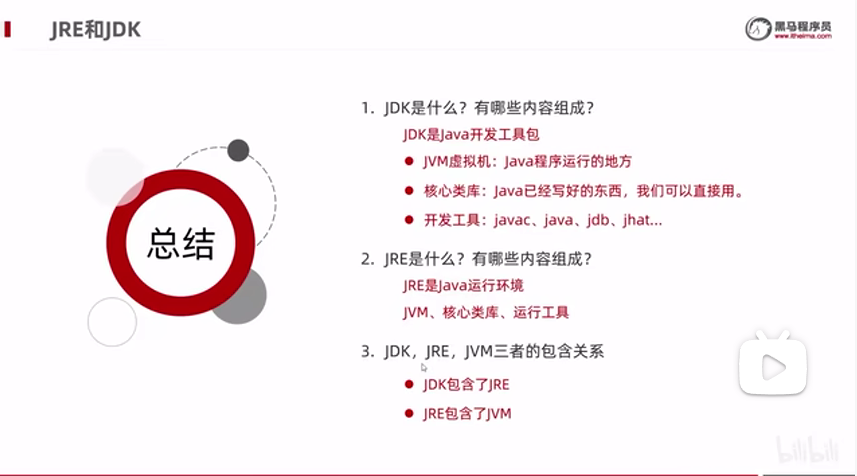 JRE和JDK
黑马程序员
www.itheima.com
总结
1. JDK是什么？有哪些内容组成？
JDK是Java开发工具包
● JVM虚拟机：Java程序运行的地方
● 核心类库：Java已经写好的东西，我们可以直接用。
● 开发工具：javac、java、jdb、jhat...
2. JRE是什么？有哪些内容组成？
JRE是Java运行环境
JVM、核心类库、运行工具
3. JDK，JRE，JVM三者的包含关系
● JDK包含了JRE
● JRE包含了JVM
bilibili